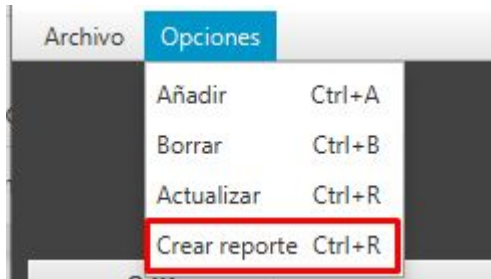 Archivo Opciones
Añadir Ctrl+A
Borrar Ctrl+B
Actualizar Ctrl+R
Crear reporte Ctrl+R